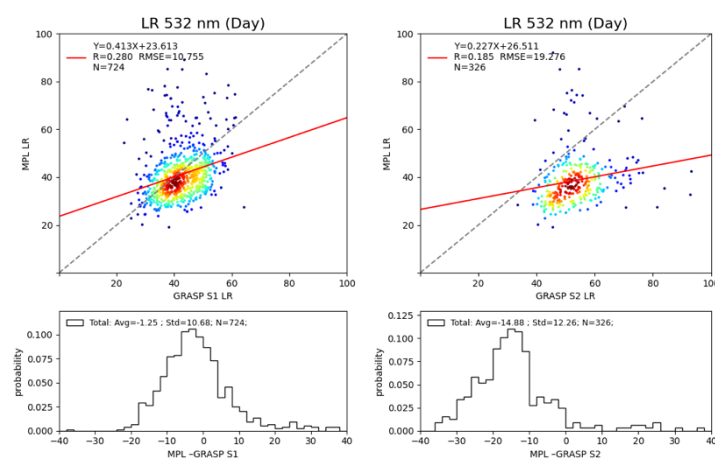 LR 532 nm (Day)
Y=0.413X+23.613
R=0.280 RMSE=10.755
N=724
100
80
60
40
20
MPL LR
20
40
60
80
100
GRASP S1 LR
LR 532 nm (Day)
Y=0.227X+26.511
R=0.185 RMSE=19.276
N=326
100
80
60
40
20
MPL LR
20
40
60
80
100
GRASP S2 LR
Total: Avg=-1.25 ; Std=10.68; N=724;
0.100
0.075
0.050
0.025
0.000
probability
−40
−30
−20
−10
0
10
20
30
40
MPL –GRASP S1
Total: Avg=-14.88 ; Std=12.26; N=326;
0.125
0.100
0.075
0.050
0.025
0.000
probability
−40
−30
−20
−10
0
10
20
30
40
MPL –GRASP S2